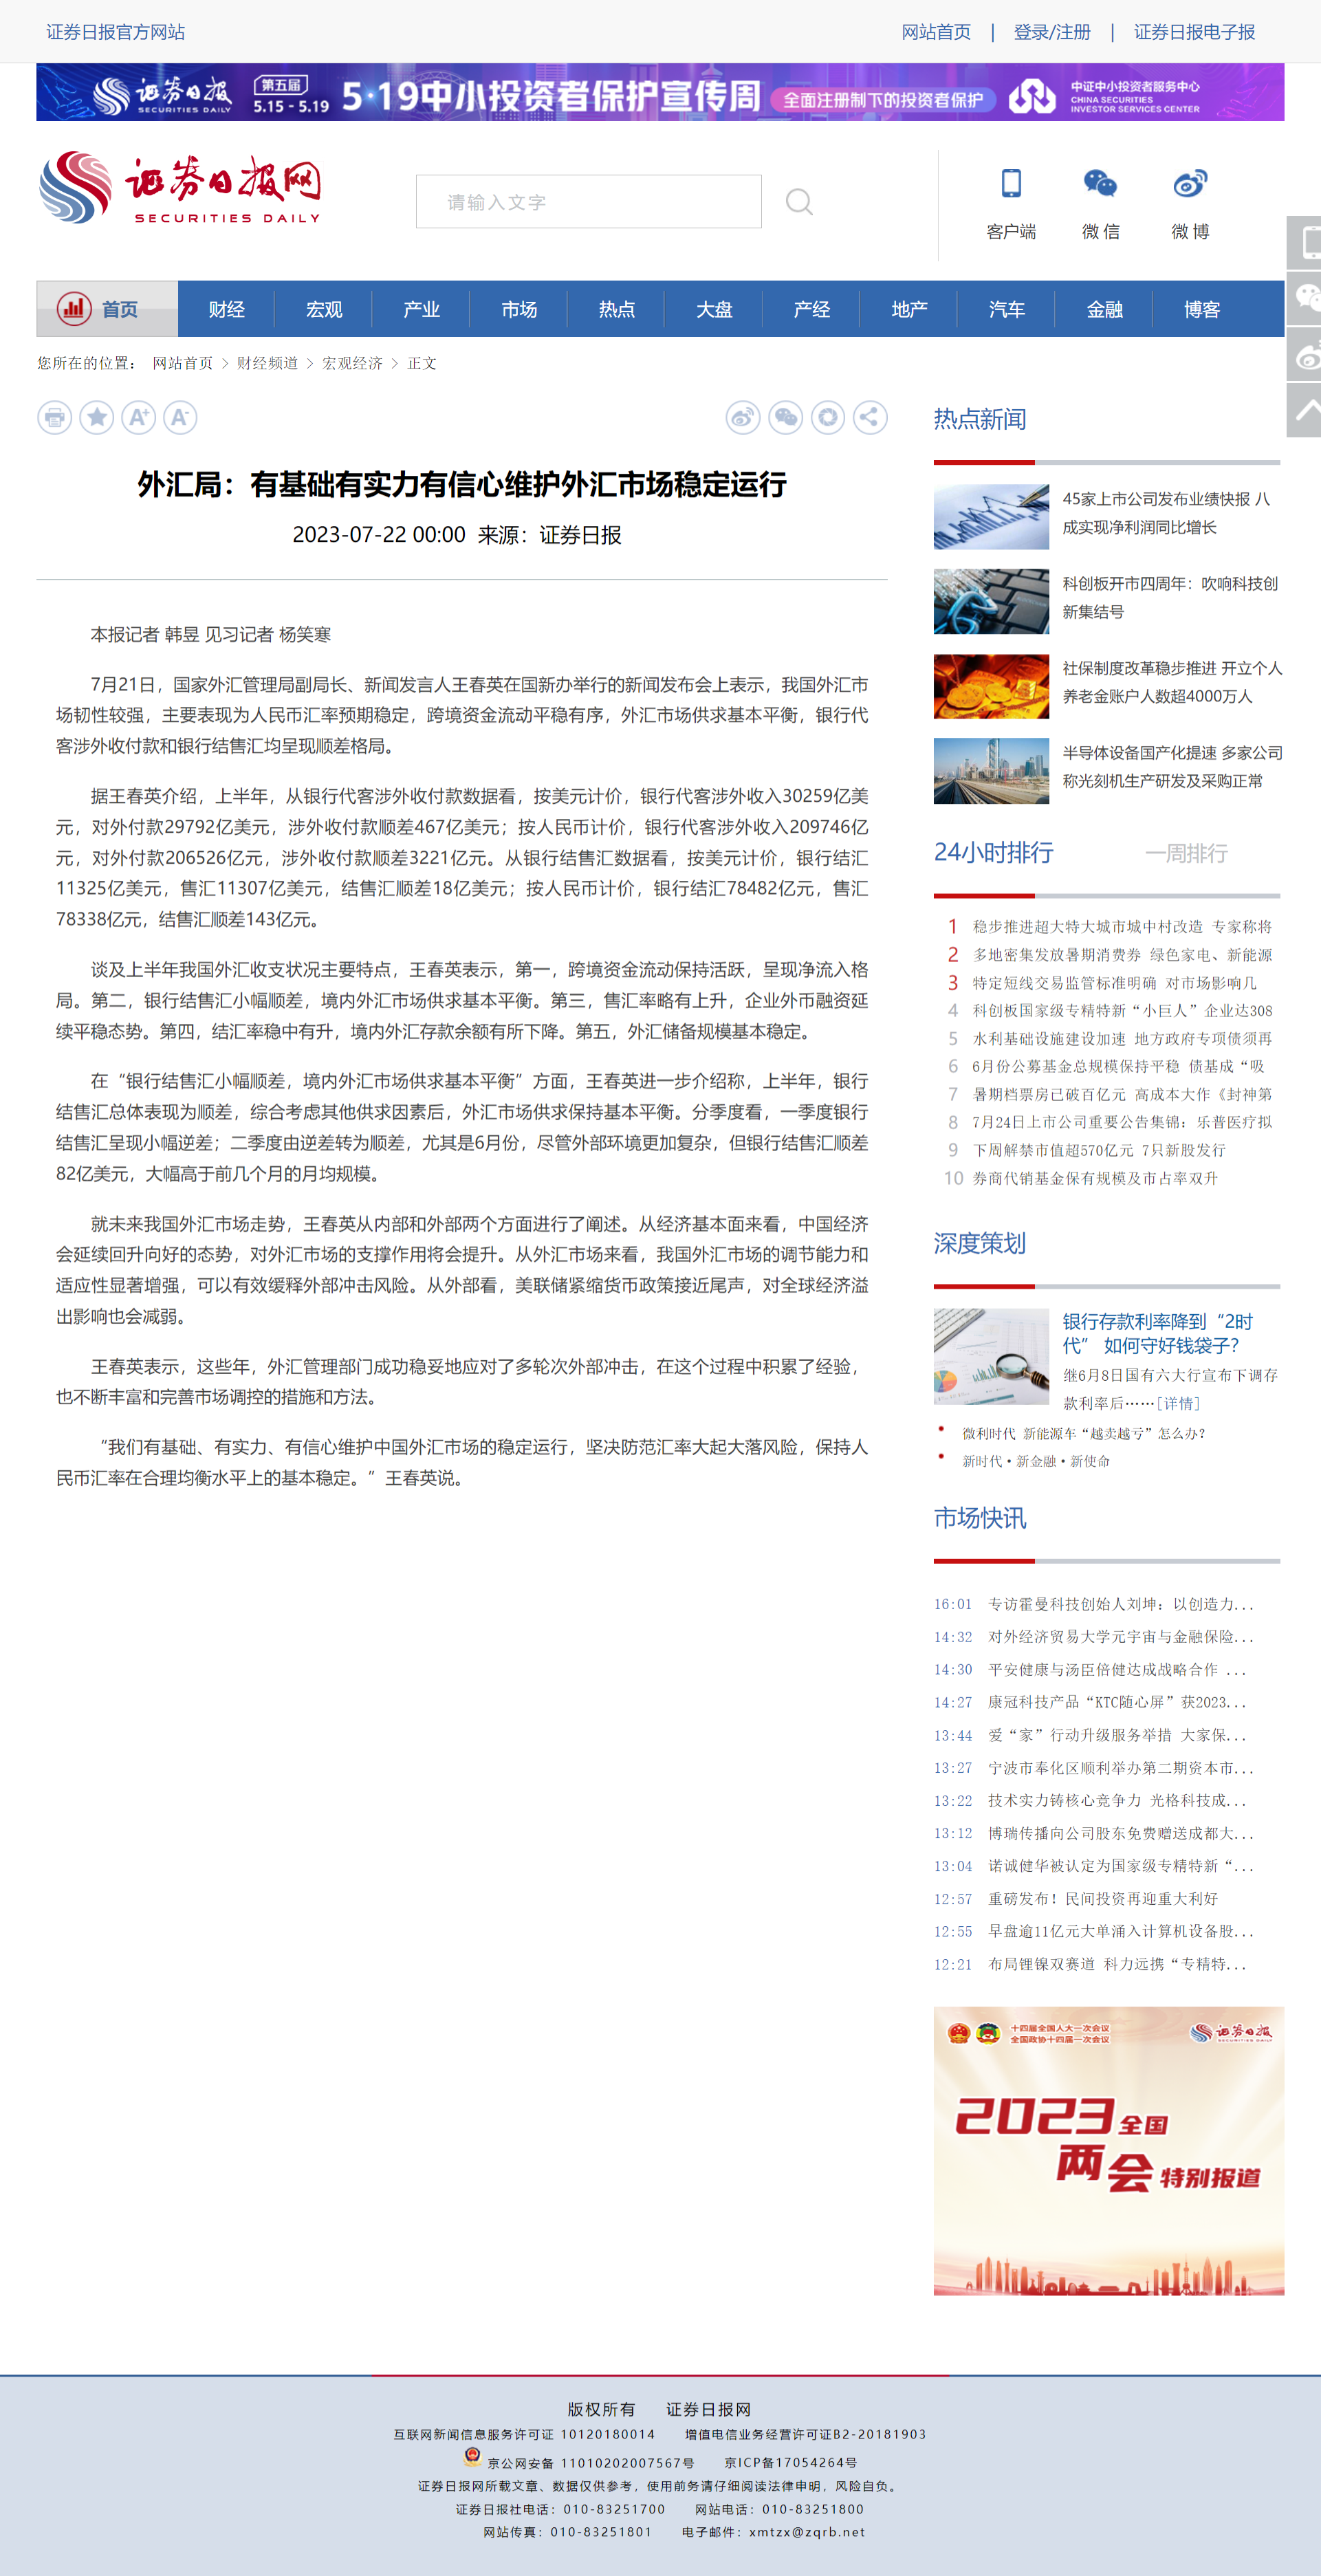 证券日报官方网站
网站首页 | 登录/注册 | 证券日报电子报
证券日报 SECURITIES DAILY 第五届 5.15-5.19 5·19中小投资者保护宣传周 全面注册制下的投资者保护 中证中小投资者服务中心 CHINA SECURITIES INVESTOR SERVICES CENTER
证券日报网
SECURITIES DAILY
请输入文字
客户端 微 信 微 博
首页 财经 宏观 产业 市场 热点 大盘 产经 地产 汽车 金融 博客
您所在的位置： 网站首页 > 财经频道 > 宏观经济 > 正文
A+ A-
外汇局：有基础有实力有信心维护外汇市场稳定运行
2023-07-22 00:00 来源：证券日报
本报记者 韩昱 见习记者 杨笑寒
7月21日，国家外汇管理局副局长、新闻发言人王春英在国新办举行的新闻发布会上表示，我国外汇市
场韧性较强，主要表现为人民币汇率预期稳定，跨境资金流动平稳有序，外汇市场供求基本平衡，银行代
客涉外收付款和银行结售汇均呈现顺差格局。
据王春英介绍，上半年，从银行代客涉外收付款数据看，按美元计价，银行代客涉外收入30259亿美
元，对外付款29792亿美元，涉外收付款顺差467亿美元；按人民币计价，银行代客涉外收入209746亿
元，对外付款206526亿元，涉外收付款顺差3221亿元。从银行结售汇数据看，按美元计价，银行结汇
11325亿美元，售汇11307亿美元，结售汇顺差18亿美元；按人民币计价，银行结汇78482亿元，售汇
78338亿元，结售汇顺差143亿元。
谈及上半年我国外汇收支状况主要特点，王春英表示，第一，跨境资金流动保持活跃，呈现净流入格
局。第二，银行结售汇小幅顺差，境内外汇市场供求基本平衡。第三，售汇率略有上升，企业外币融资延
续平稳态势。第四，结汇率稳中有升，境内外汇存款余额有所下降。第五，外汇储备规模基本稳定。
在“银行结售汇小幅顺差，境内外汇市场供求基本平衡”方面，王春英进一步介绍称，上半年，银行
结售汇总体表现为顺差，综合考虑其他供求因素后，外汇市场供求保持基本平衡。分季度看，一季度银行
结售汇呈现小幅逆差；二季度由逆差转为顺差，尤其是6月份，尽管外部环境更加复杂，但银行结售汇顺差
82亿美元，大幅高于前几个月的月均规模。
就未来我国外汇市场走势，王春英从内部和外部两个方面进行了阐述。从经济基本面来看，中国经济
会延续回升向好的态势，对外汇市场的支撑作用将会提升。从外汇市场来看，我国外汇市场的调节能力和
适应性显著增强，可以有效缓释外部冲击风险。从外部看，美联储紧缩货币政策接近尾声，对全球经济溢
出影响也会减弱。
王春英表示，这些年，外汇管理部门成功稳妥地应对了多轮次外部冲击，在这个过程中积累了经验，
也不断丰富和完善市场调控的措施和方法。
“我们有基础、有实力、有信心维护中国外汇市场的稳定运行，坚决防范汇率大起大落风险，保持人
民币汇率在合理均衡水平上的基本稳定。”王春英说。
热点新闻
45家上市公司发布业绩快报 八
成实现净利润同比增长
科创板开市四周年：吹响科技创
新集结号
社保制度改革稳步推进 开立个人
养老金账户人数超4000万人
半导体设备国产化提速 多家公司
称光刻机生产研发及采购正常
24小时排行 一周排行
1 稳步推进超大特大城市城中村改造 专家称将
2 多地密集发放暑期消费券 绿色家电、新能源
3 特定短线交易监管标准明确 对市场影响几
4 科创板国家级专精特新“小巨人”企业达308
5 水利基础设施建设加速 地方政府专项债须再
6 6月份公募基金总规模保持平稳 债基成“吸
7 暑期档票房已破百亿元 高成本大作《封神第
8 7月24日上市公司重要公告集锦：乐普医疗拟
9 下周解禁市值超570亿元 7只新股发行
10 券商代销基金保有规模及市占率双升
深度策划
银行存款利率降到“2时
代” 如何守好钱袋子？
继6月8日国有六大行宣布下调存
款利率后……[详情]
微利时代 新能源车“越卖越亏”怎么办？
新时代·新金融·新使命
市场快讯
16:01 专访霍曼科技创始人刘坤：以创造力...
14:32 对外经济贸易大学元宇宙与金融保险...
14:30 平安健康与汤臣倍健达成战略合作 ...
14:27 康冠科技产品“KTC随心屏”获2023...
13:44 爱“家”行动升级服务举措 大家保...
13:27 宁波市奉化区顺利举办第二期资本市...
13:22 技术实力铸核心竞争力 光格科技成...
13:12 博瑞传播向公司股东免费赠送成都大...
13:04 诺诚健华被认定为国家级专精特新“...
12:57 重磅发布！民间投资再迎重大利好
12:55 早盘逾11亿元大单涌入计算机设备股...
12:21 布局锂镍双赛道 科力远携“专精特...
十四届全国人大一次会议
全国政协十四届一次会议
证券日报 SECURITIES DAILY
2023全国
两会特别报道
版权所有 证券日报网
互联网新闻信息服务许可证 10120180014 增值电信业务经营许可证B2-20181903
京公网安备 11010202007567号 京ICP备17054264号
证券日报网所载文章、数据仅供参考，使用前务请仔细阅读法律申明，风险自负。
证券日报社电话：010-83251700 网站电话：010-83251800
网站传真：010-83251801 电子邮件：xmtzx@zqrb.net